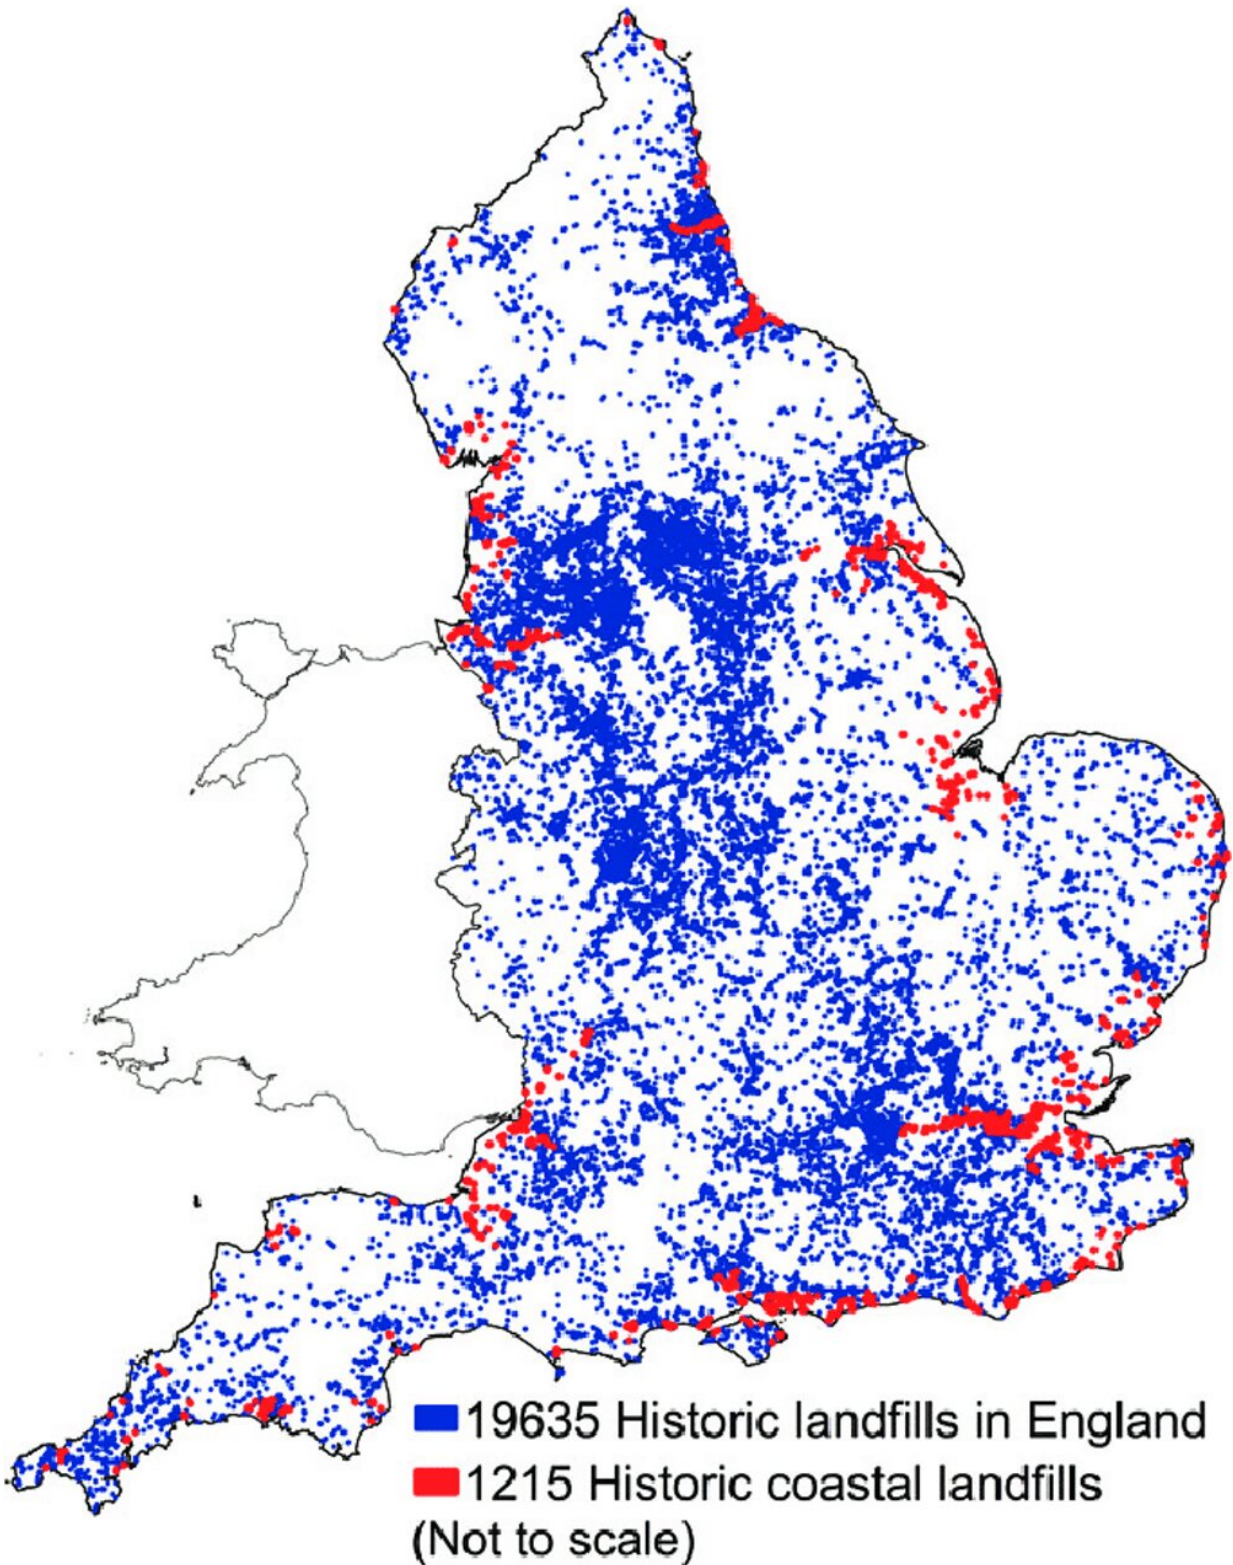 19635 Historic landfills in England
1215 Historic coastal landfills
(Not to scale)